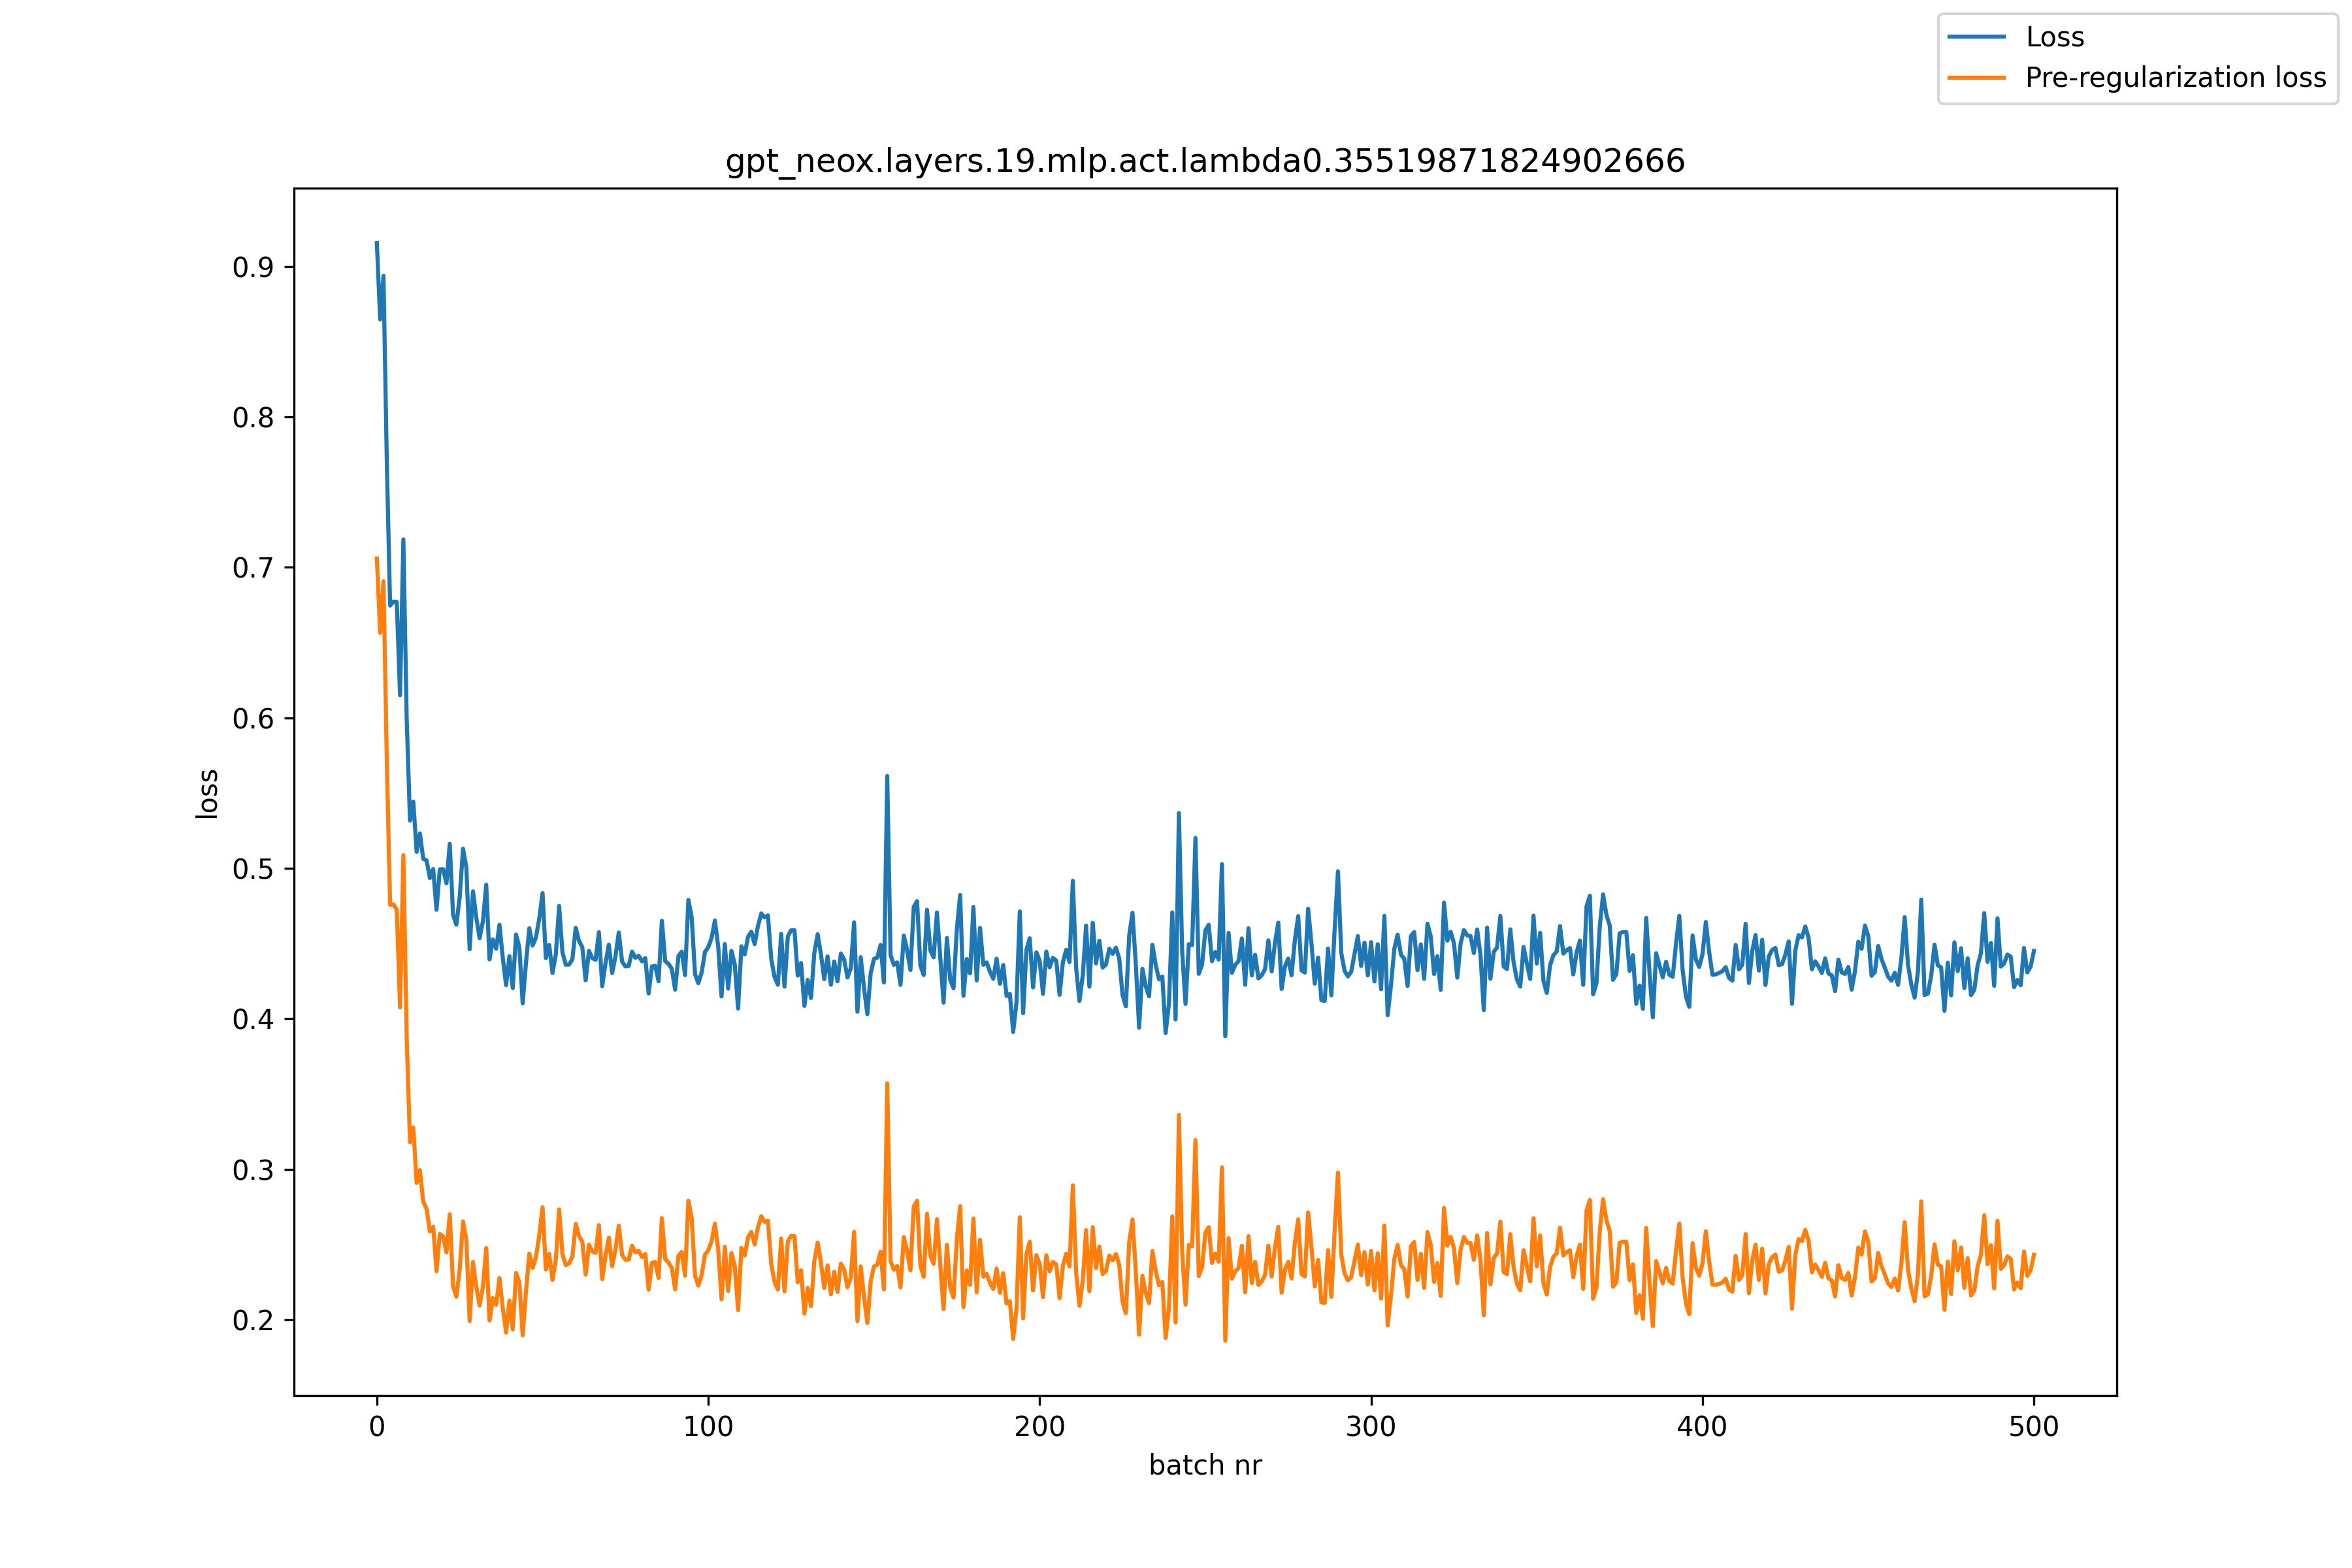 Loss
Pre-regularization loss
gpt_neox.layers.19.mlp.act.lambda0.35519871824902666
0.9
0.8
0.7
0.6
0.5
0.4
0.3
0.2
loss
0 100 200 300 400 500
batch nr